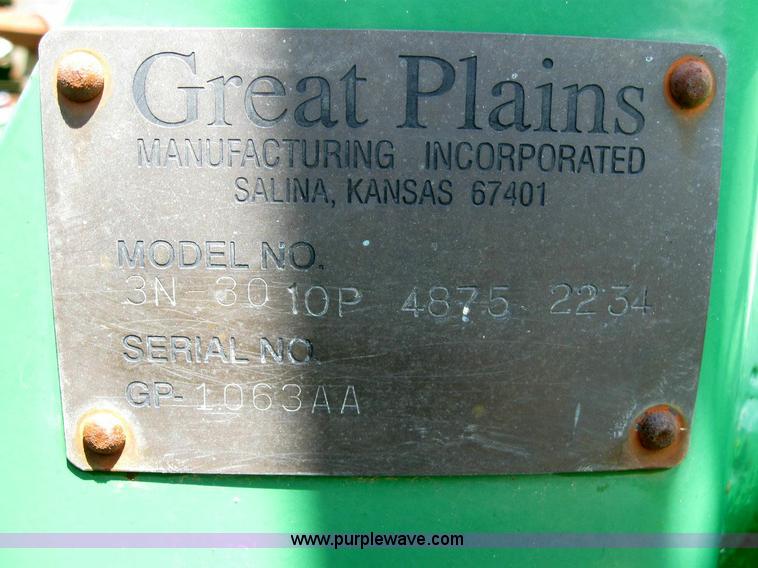 Great Plains
MANUFACTURING INCORPORATED
SALINA, KANSAS 67401
MODEL NO.
3N-3010P 4875 2234
SERIAL NO.
GP-1063AA
www.purplewave.com